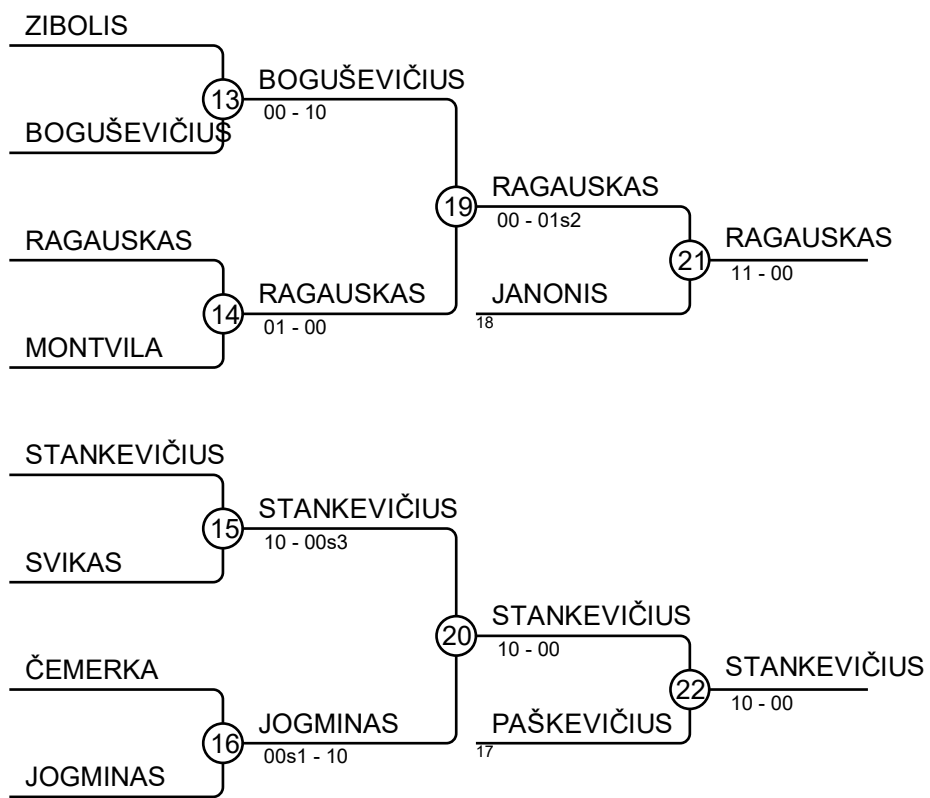 ZIBOLIS
BOGUŠEVIČIUS
13
00 - 10
BOGUŠEVIČIUS
RAGAUSKAS
19
00 - 01s2
RAGAUSKAS
RAGAUSKAS
21
11 - 00
RAGAUSKAS
14
01 - 00
JANONIS
18
MONTVILA
STANKEVIČIUS
STANKEVIČIUS
15
10 - 00s3
SVIKAS
STANKEVIČIUS
20
10 - 00
ČEMERKA
STANKEVIČIUS
22
10 - 00
JOGMINAS
16
00s1 - 10
PAŠKEVIČIUS
17
JOGMINAS